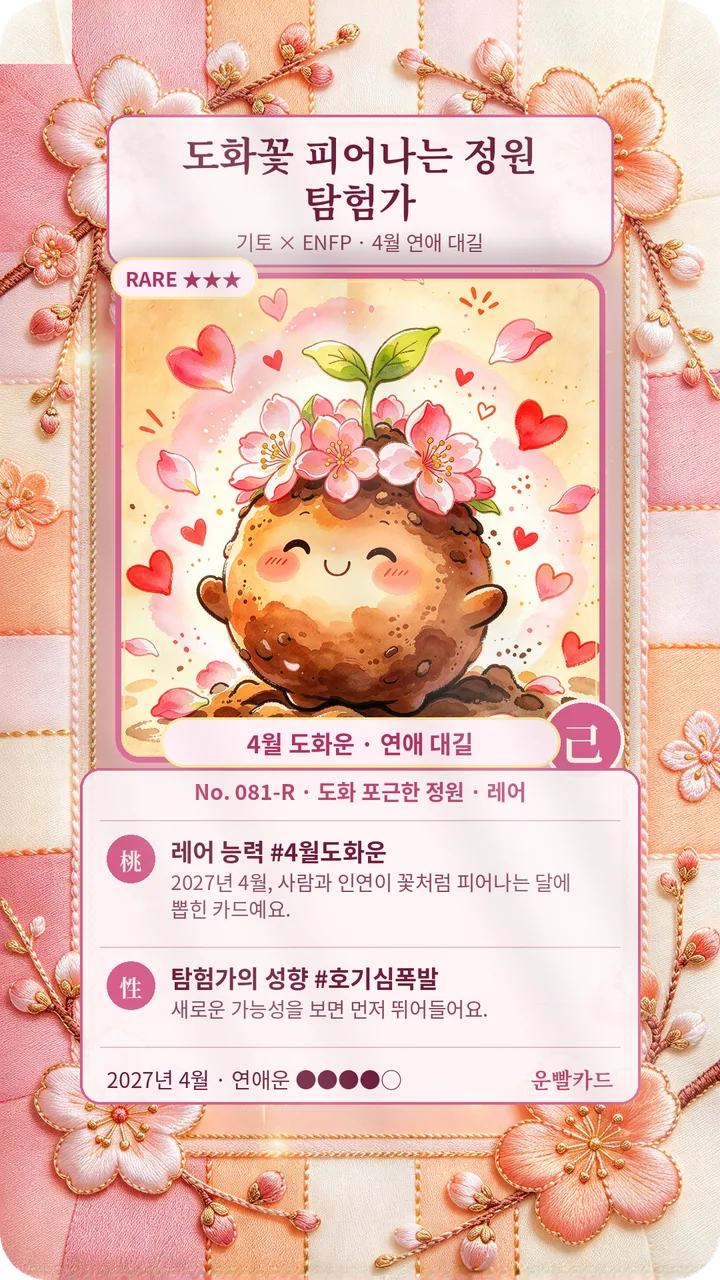 도화꽃 피어나는 정원
탐험가
기토 × ENFP · 4월 연애 대길
RARE ★★★
4월 도화운 · 연애 대길
己
No. 081-R · 도화 포근한 정원 · 레어
桃
레어 능력 #4월도화운
2027년 4월, 사람과 인연이 꽃처럼 피어나는 달에
뽑힌 카드예요.
性
탐험가의 성향 #호기심폭발
새로운 가능성을 보면 먼저 뛰어들어요.
2027년 4월 · 연애운 ●●●●○
운빨카드